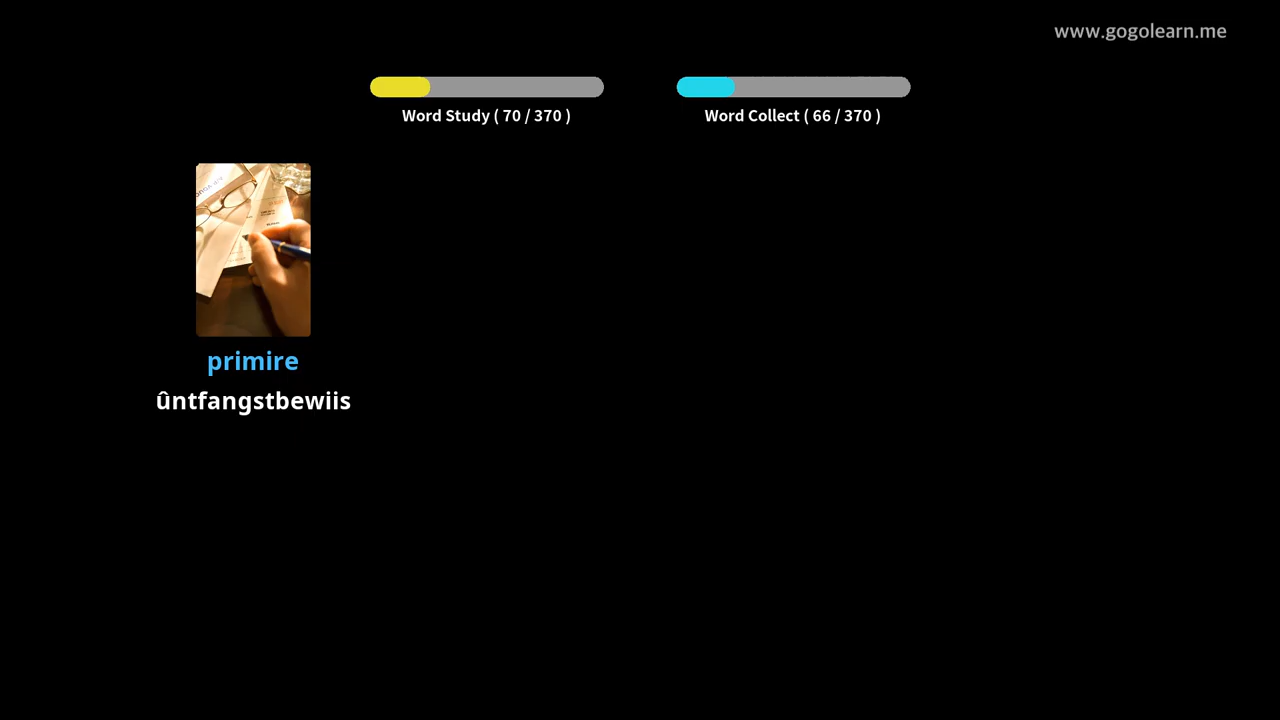 www.gogolearn.me
Word Study ( 70 / 370 )
Word Collect ( 66 / 370 )
primire
ûntfangstbewiis